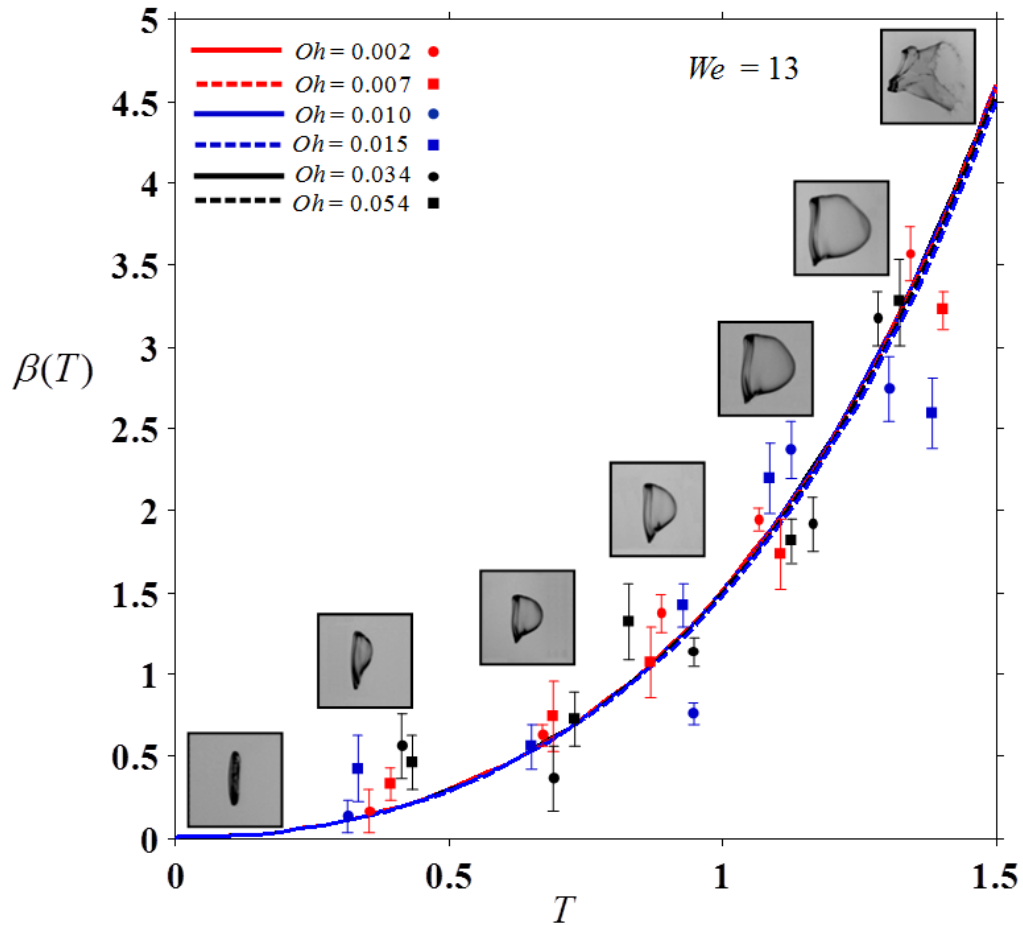 5
4.5
4
3.5
3
2.5
2
1.5
1
0.5
0
β(T)
Oh = 0.002
Oh = 0.007
Oh = 0.010
Oh = 0.015
Oh = 0.034
Oh = 0.054
We = 13
0 0.5 1 1.5
T